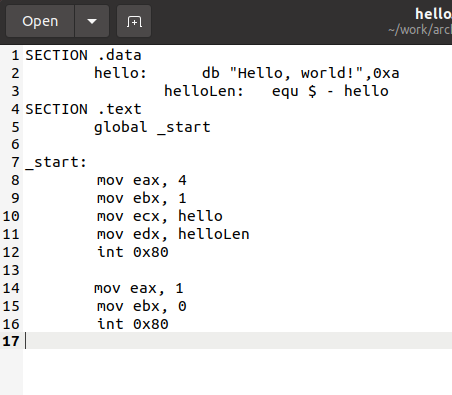 Open
hello
~/work/arc
1 SECTION .data
2 hello: db "Hello, world!",0xa
3 helloLen: equ $ - hello
4 SECTION .text
5 global _start
6
7 _start:
8 mov eax, 4
9 mov ebx, 1
10 mov ecx, hello
11 mov edx, helloLen
12 int 0x80
13
14 mov eax, 1
15 mov ebx, 0
16 int 0x80
17